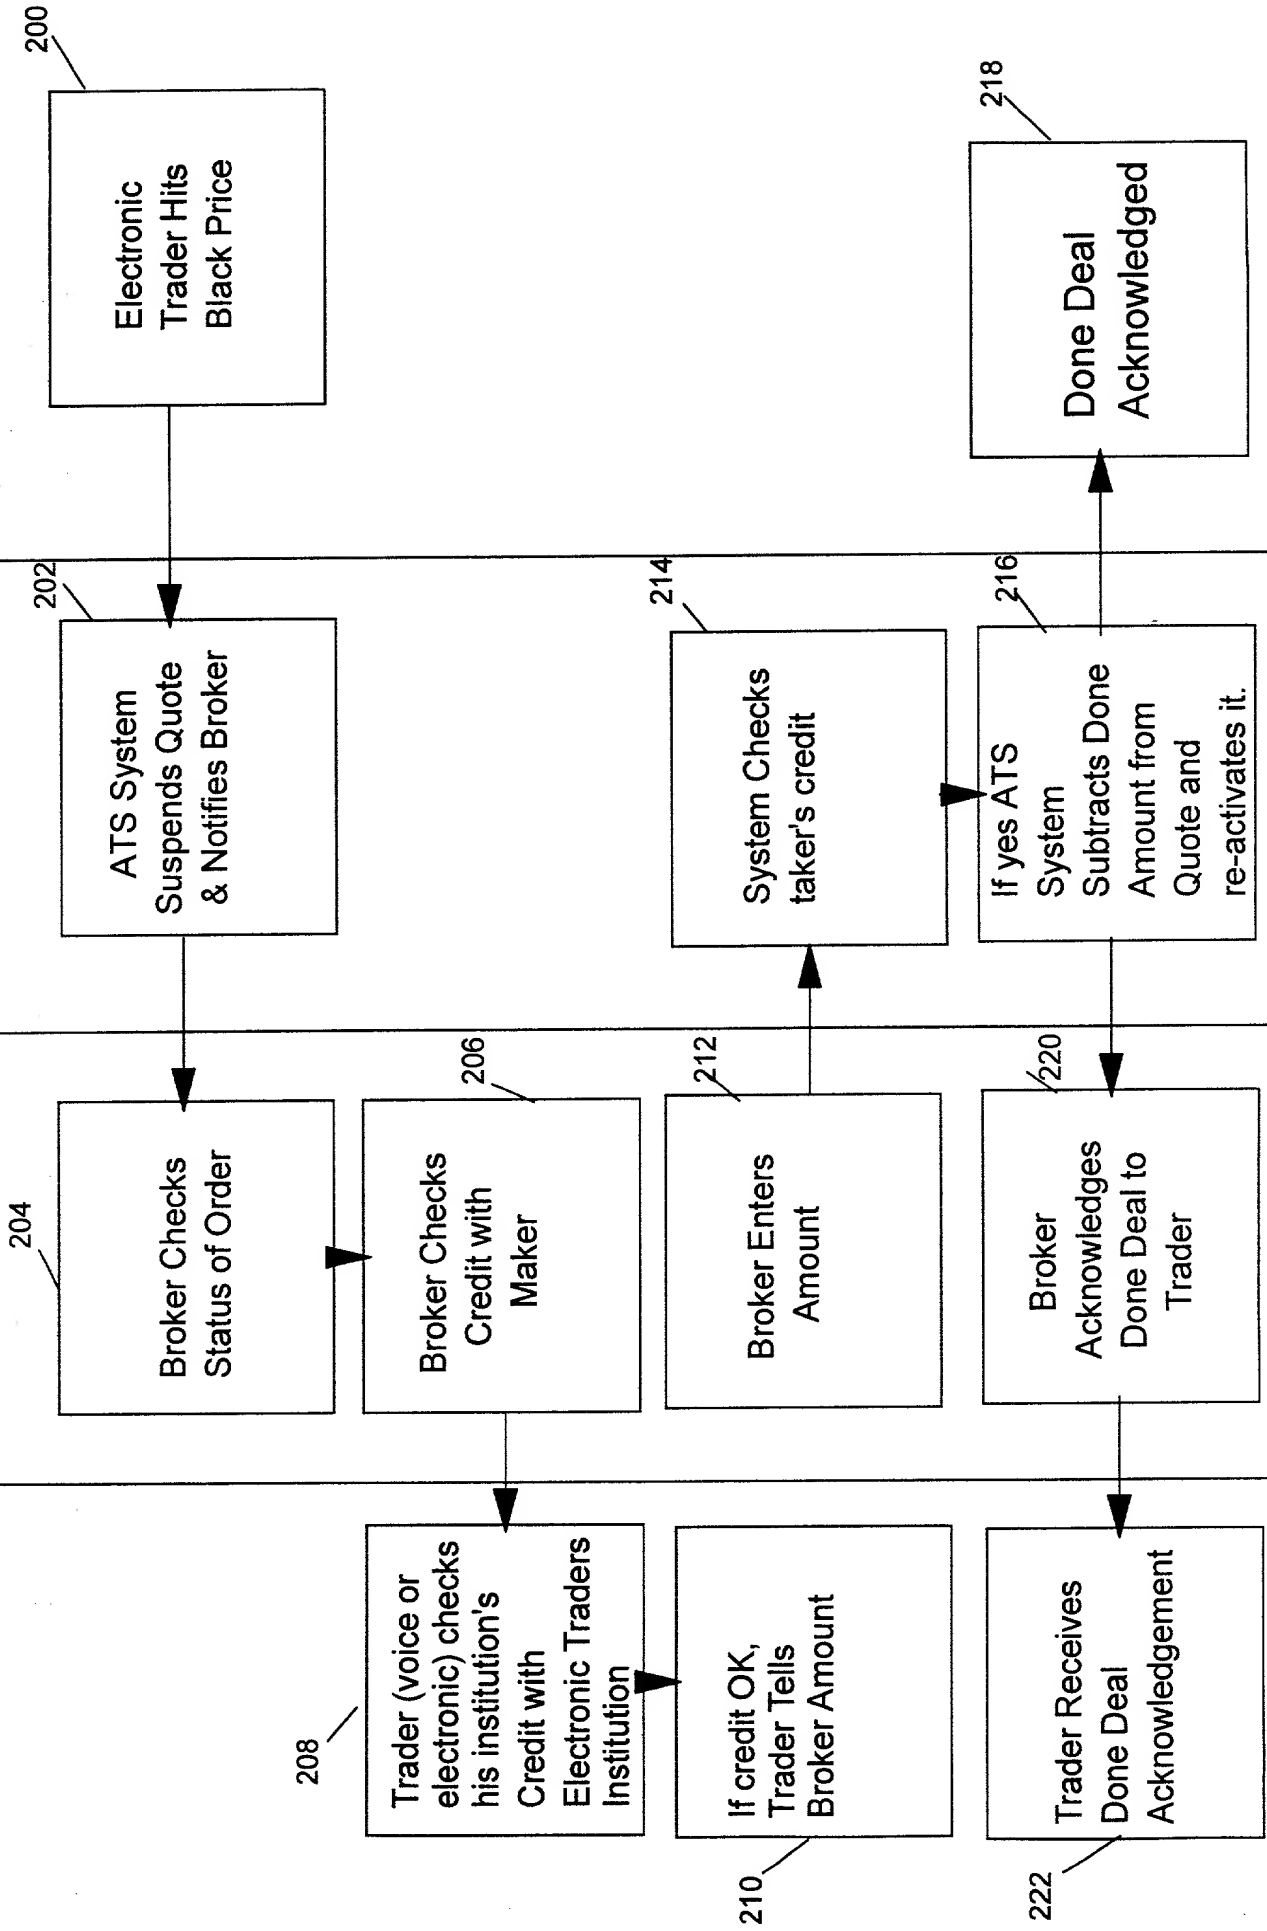 200
Electronic
Trader Hits
Black Price
202
ATS System
Suspends Quote
& Notifies Broker
204
Broker Checks
Status of Order
206
Broker Checks
Credit with
Maker
208
Trader (voice or
electronic) checks
his institution's
Credit with
Electronic Traders
Institution
210
If credit OK,
Trader Tells
Broker Amount
212
Broker Enters
Amount
214
System Checks
taker's credit
216
If yes ATS
System
Subtracts Done
Amount from
Quote and
re-activates it.
218
Done Deal
Acknowledged
220
Broker
Acknowledges
Done Deal to
Trader
222
Trader Receives
Done Deal
Acknowledgement